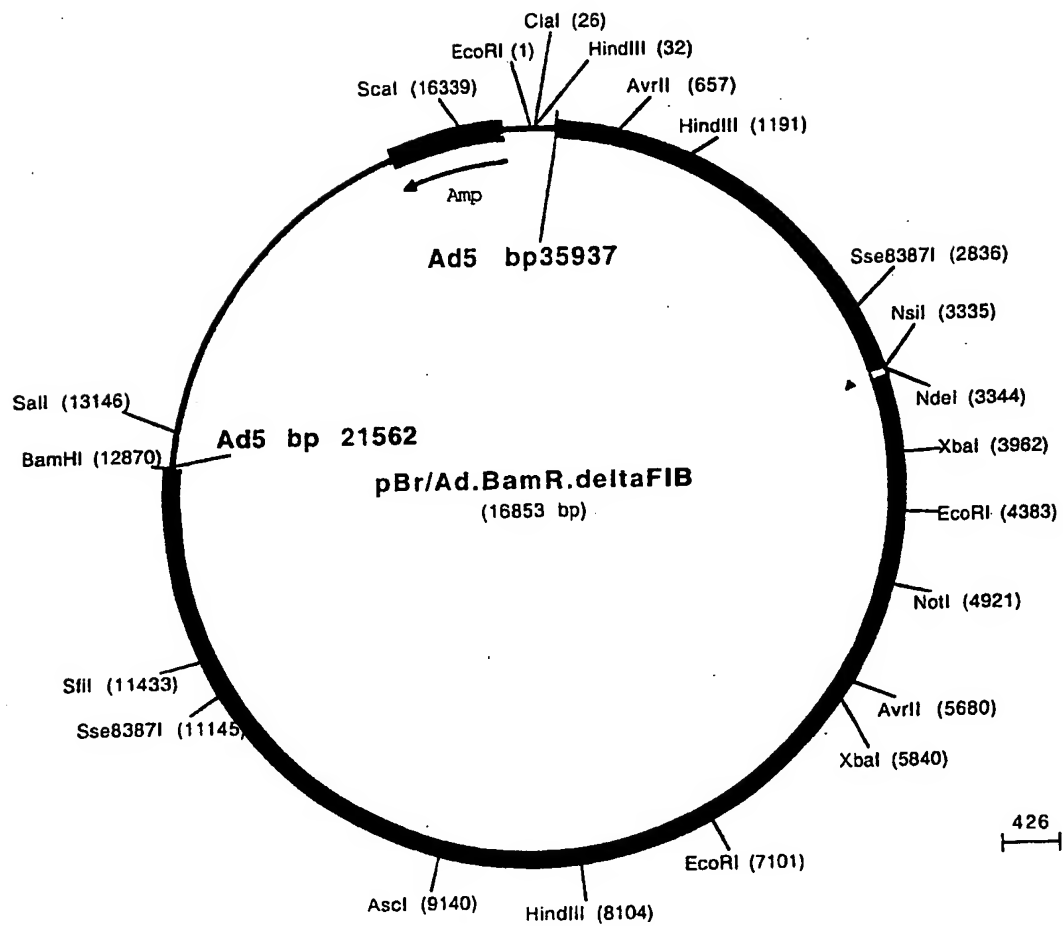 ClaI (26)
EcoRI (1)
HindIII (32)
ScaI (16339)
AvrII (657)
HindIII (1191)
Amp
Ad5 bp35937
Sse8387I (2836)
NsiI (3335)
NdeI (3344)
SalI (13146)
Ad5 bp 21562
BamHI (12870)
XbaI (3962)
pBr/Ad.BamR.deltaFIB
(16853 bp)
EcoRI (4383)
NotI (4921)
SfiI (11433)
AvrII (5680)
Sse8387I (11145)
XbaI (5840)
426
EcoRI (7101)
AscI (9140)
HindIII (8104)